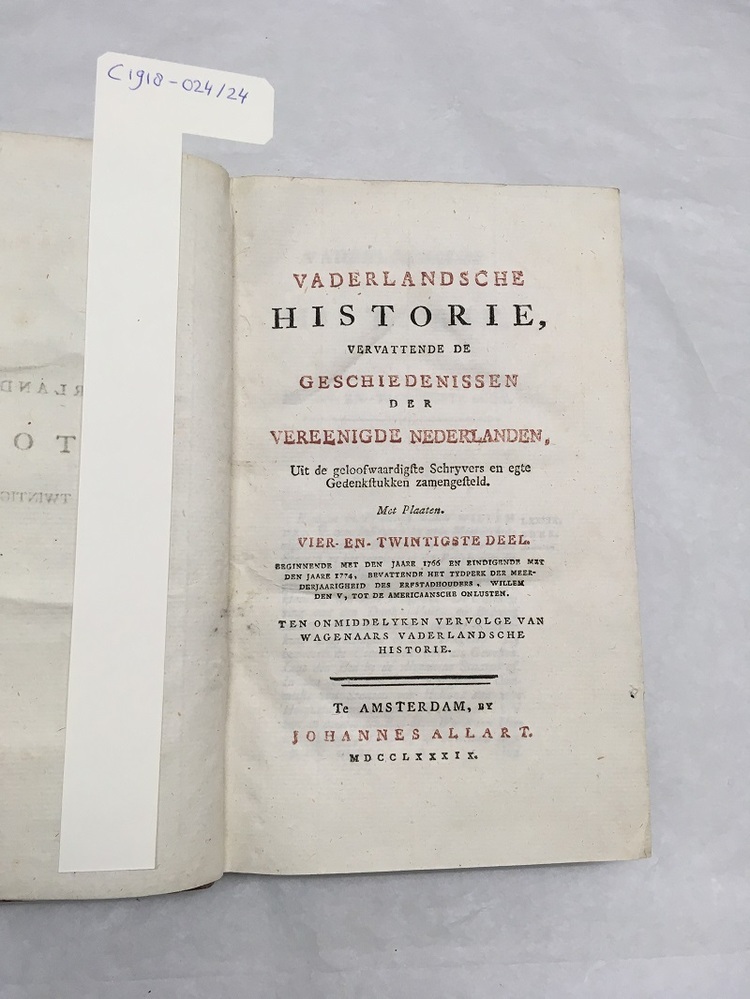 C1918-024/24
VADERLANDSCHE
HISTORIE,
VERVATTENDE DE
GESCHIEDENISSEN
DER
VEREENIGDE NEDERLANDEN,
Uit de geloofwaardigſte Schryvers en egte
Gedenkſtukken zamengeſteld.
Met Plaaten.
VIER- EN- TWINTIGSTE DEEL.
BEGINNENDE MET DEN JAARE 1766 EN EINDIGENDE MET
DEN JAARE 1774, BEVATTENDE HET TYDPERK DER MEER-
DERJAARIGHEID DES ERFSTADHOUDERS, WILLEM
DEN V, TOT DE AMERICAANSCHE ONLUSTEN.
TEN ONMIDDELYKEN VERVOLGE VAN
WAGENAARS VADERLANDSCHE
HISTORIE.
Te AMSTERDAM, BY
JOHANNES ALLART.
MDCCLXXXIX.